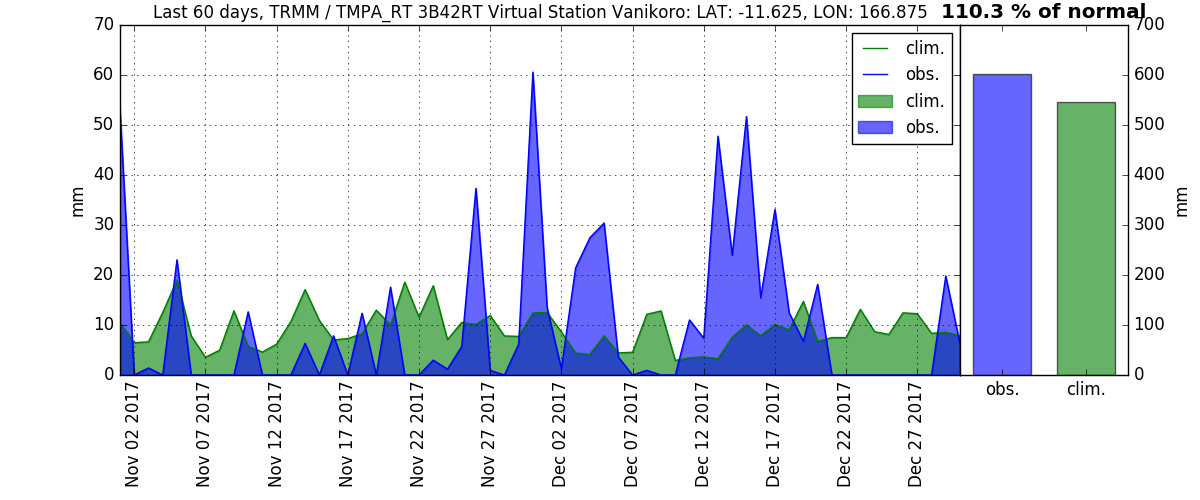 Last 60 days, TRMM / TMPA_RT 3B42RT Virtual Station Vanikoro: LAT: -11.625, LON: 166.875 110.3 % of normal
70
60
50
40
30
20
10
0
mm
clim.
obs.
clim.
obs.
700
600
500
400
300
200
100
0
mm
Nov 02 2017
Nov 07 2017
Nov 12 2017
Nov 17 2017
Nov 22 2017
Nov 27 2017
Dec 02 2017
Dec 07 2017
Dec 12 2017
Dec 17 2017
Dec 22 2017
Dec 27 2017
obs.
clim.